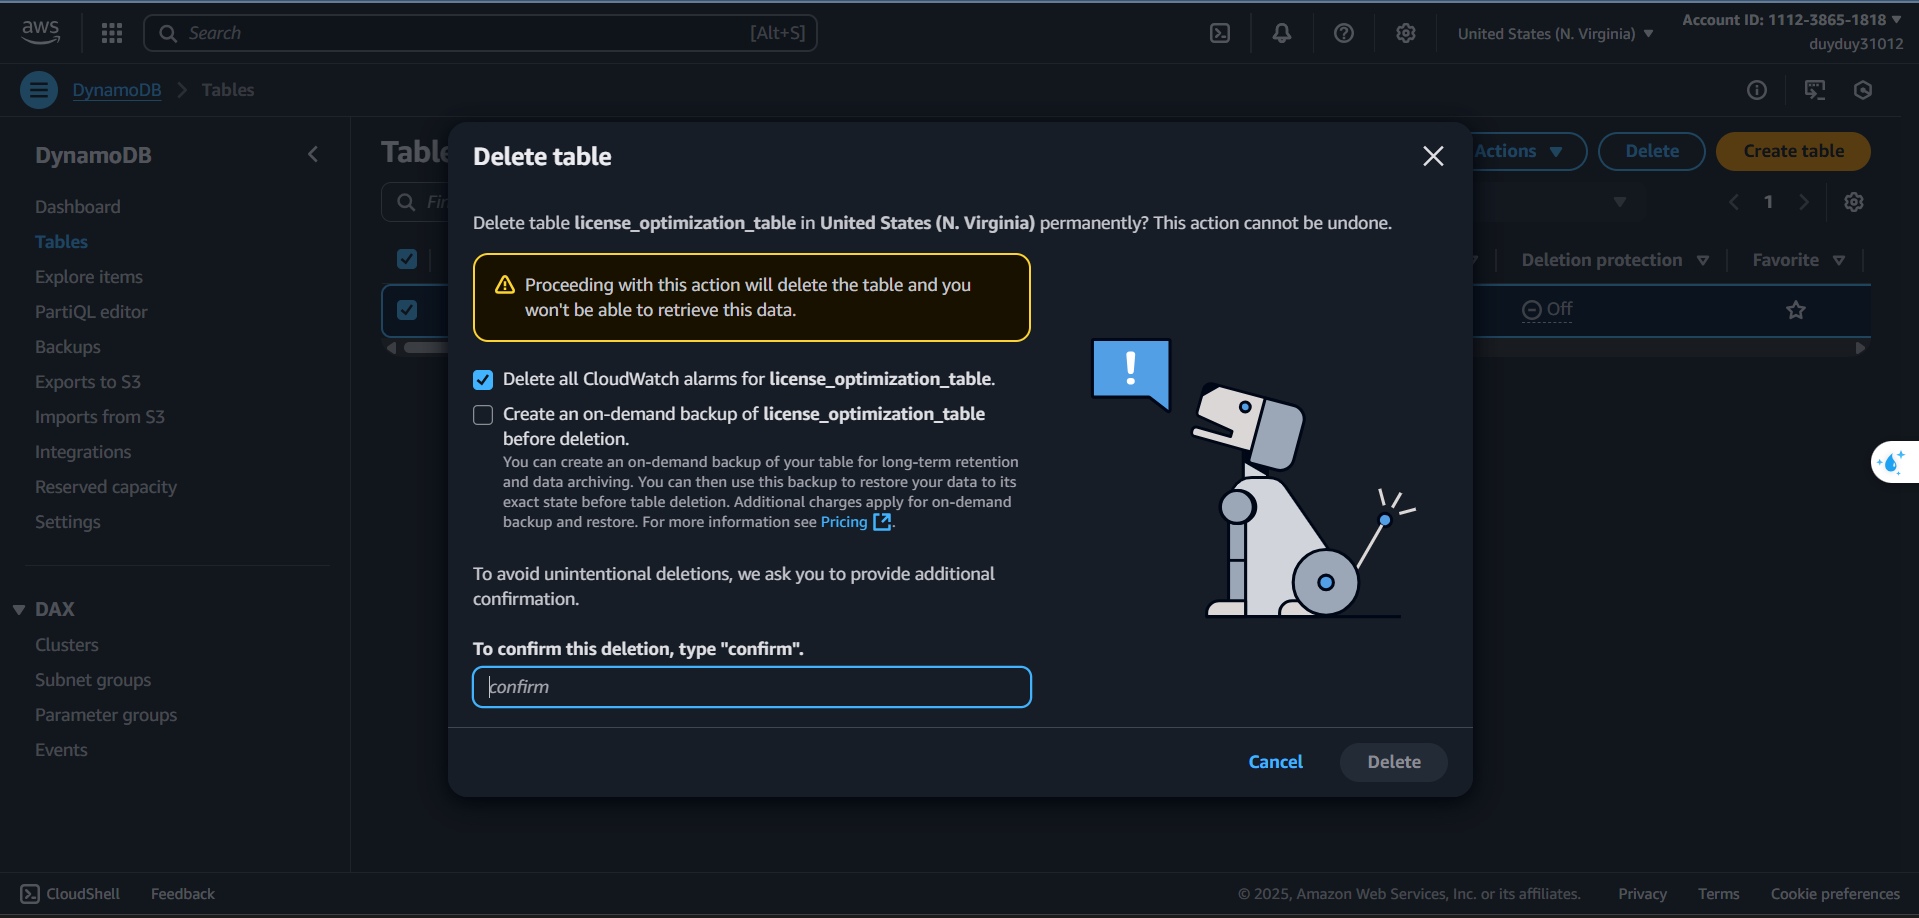 aws
Search
[Alt+S]
United States (N. Virginia)
Account ID: 1112-3865-1818
duyduy31012
DynamoDB
Tables
DynamoDB
Dashboard
Tables
Explore items
PartiQL editor
Backups
Exports to S3
Imports from S3
Integrations
Reserved capacity
Settings
DAX
Clusters
Subnet groups
Parameter groups
Events
Actions
Delete
Create table
1
Deletion protection
Favorite
Off
Delete table
Delete table license_optimization_table in United States (N. Virginia) permanently? This action cannot be undone.
Proceeding with this action will delete the table and you
won't be able to retrieve this data.
Delete all CloudWatch alarms for license_optimization_table.
Create an on-demand backup of license_optimization_table
before deletion.
You can create an on-demand backup of your table for long-term retention
and data archiving. You can then use this backup to restore your data to its
exact state before table deletion. Additional charges apply for on-demand
backup and restore. For more information see Pricing.
!
To avoid unintentional deletions, we ask you to provide additional
confirmation.
To confirm this deletion, type "confirm".
confirm
Cancel
Delete
CloudShell
Feedback
© 2025, Amazon Web Services, Inc. or its affiliates.
Privacy
Terms
Cookie preferences